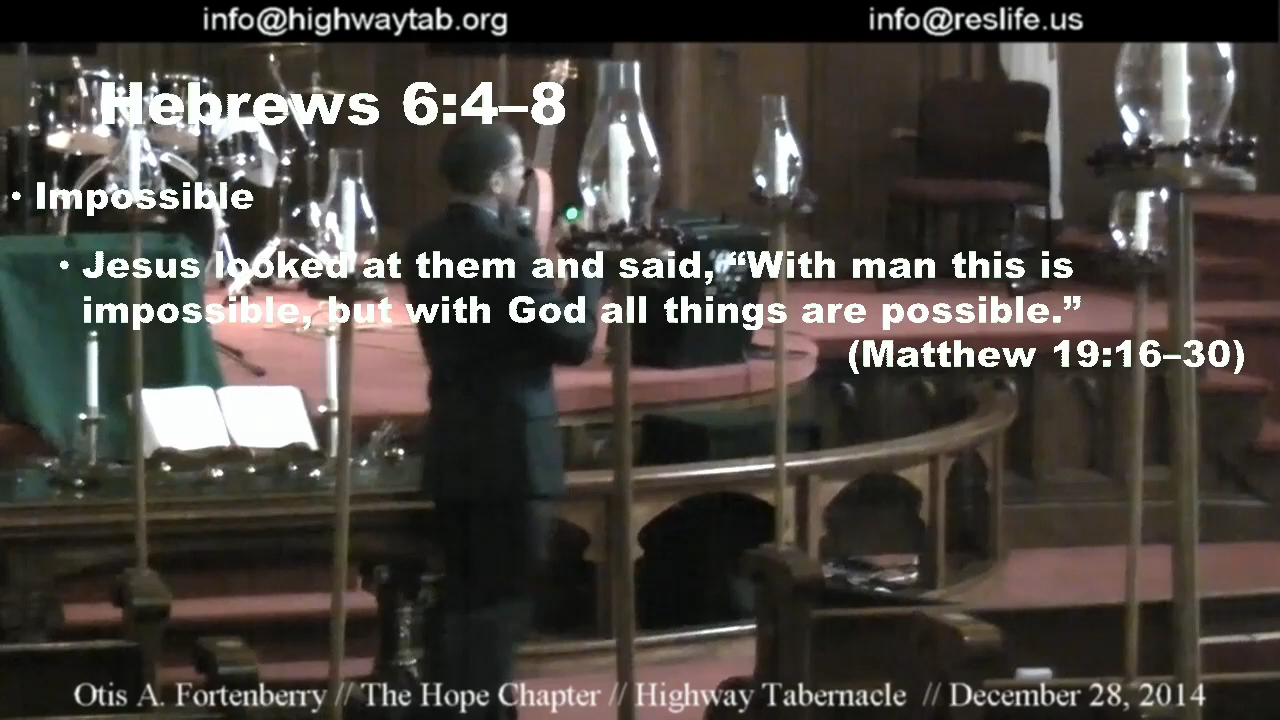 info@highwaytab.org info@reslife.us
Hebrews 6:4–8
• Impossible
• Jesus looked at them and said, “With man this is
impossible, but with God all things are possible.”
(Matthew 19:16–30)
Otis A. Fortenberry // The Hope Chapter // Highway Tabernacle // December 28, 2014